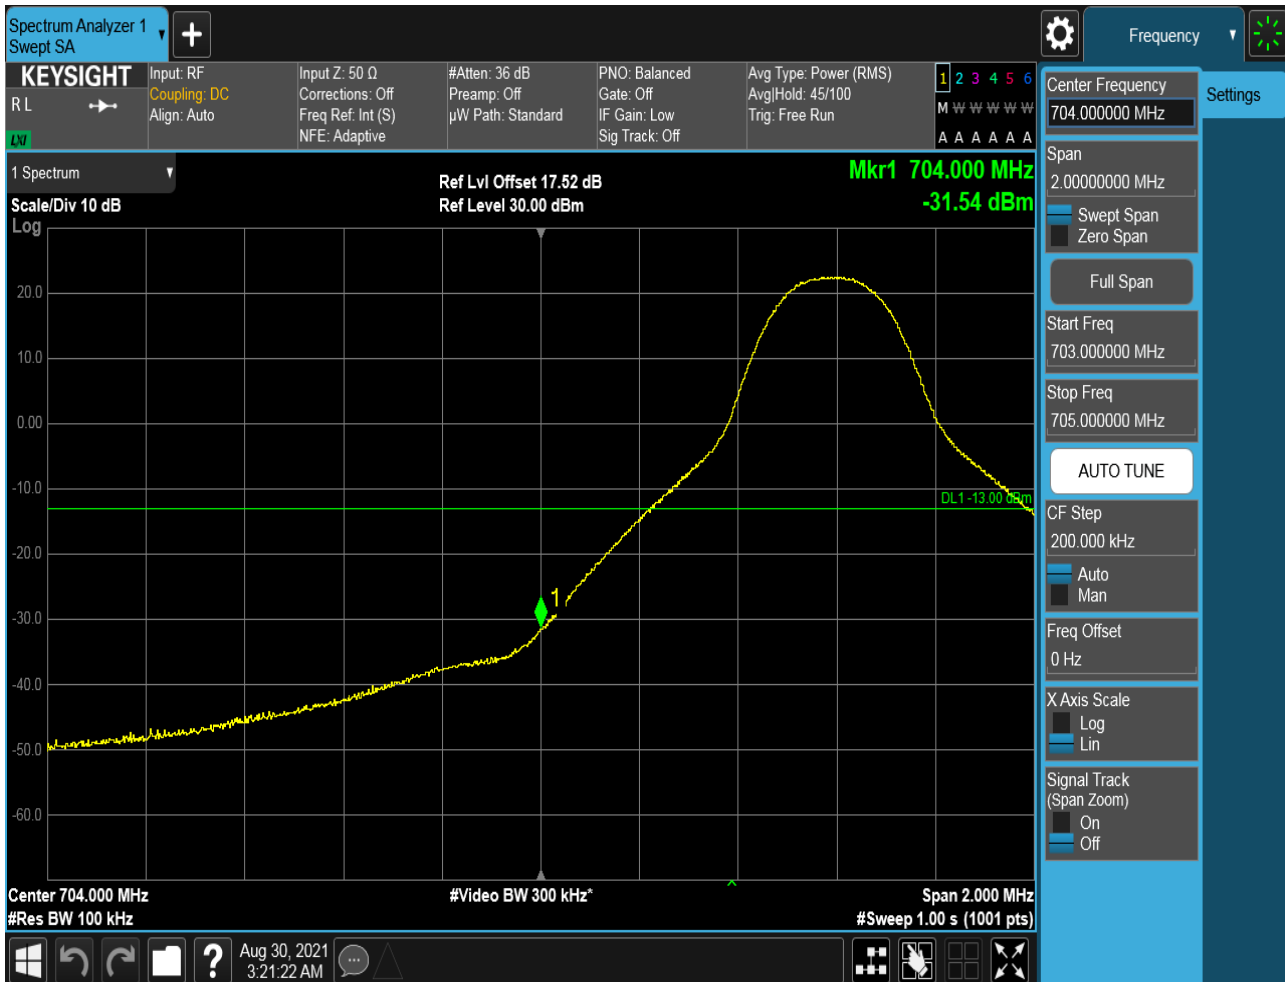 Spectrum Analyzer 1
Swept SA
Frequency
KEYSIGHT
R L
LXI
Input: RF
Coupling: DC
Align: Auto
Input Z: 50 Ω
Corrections: Off
Freq Ref: Int (S)
NFE: Adaptive
#Atten: 36 dB
Preamp: Off
µW Path: Standard
PNO: Balanced
Gate: Off
IF Gain: Low
Sig Track: Off
Avg Type: Power (RMS)
Avg|Hold: 45/100
Trig: Free Run
1 2 3 4 5 6
M W W W W W
A A A A A A
1 Spectrum
Scale/Div 10 dB
Log
Ref Lvl Offset 17.52 dB
Ref Level 30.00 dBm
Mkr1 704.000 MHz
-31.54 dBm
20.0
10.0
0.00
-10.0
-20.0
-30.0
-40.0
-50.0
-60.0
DL1 -13.00 dBm
1
Center 704.000 MHz
#Res BW 100 kHz
#Video BW 300 kHz*
Span 2.000 MHz
#Sweep 1.00 s (1001 pts)
Aug 30, 2021
3:21:22 AM
Center Frequency
704.000000 MHz
Span
2.00000000 MHz
Swept Span
Zero Span
Full Span
Start Freq
703.000000 MHz
Stop Freq
705.000000 MHz
AUTO TUNE
CF Step
200.000 kHz
Auto
Man
Freq Offset
0 Hz
X Axis Scale
Log
Lin
Signal Track
(Span Zoom)
On
Off
Settings